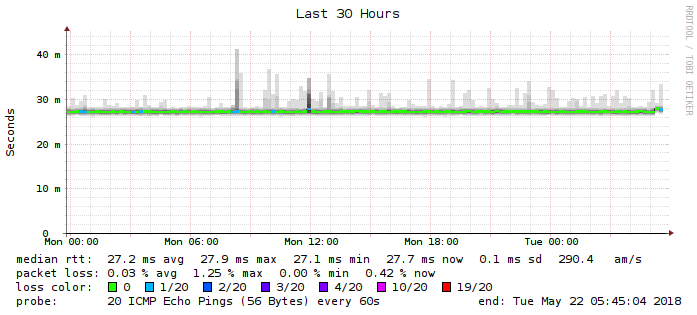 Last 30 Hours
RRDTOOL / TOBI OETIKER
Seconds
40 m
30 m
20 m
10 m
0
Mon 00:00 Mon 06:00 Mon 12:00 Mon 18:00 Tue 00:00
median rtt: 27.2 ms avg 27.9 ms max 27.1 ms min 27.7 ms now 0.1 ms sd 290.4 am/s
packet loss: 0.03 % avg 1.25 % max 0.00 % min 0.42 % now
loss color: 0 1/20 2/20 3/20 4/20 10/20 19/20
probe: 20 ICMP Echo Pings (56 Bytes) every 60s end: Tue May 22 05:45:04 2018